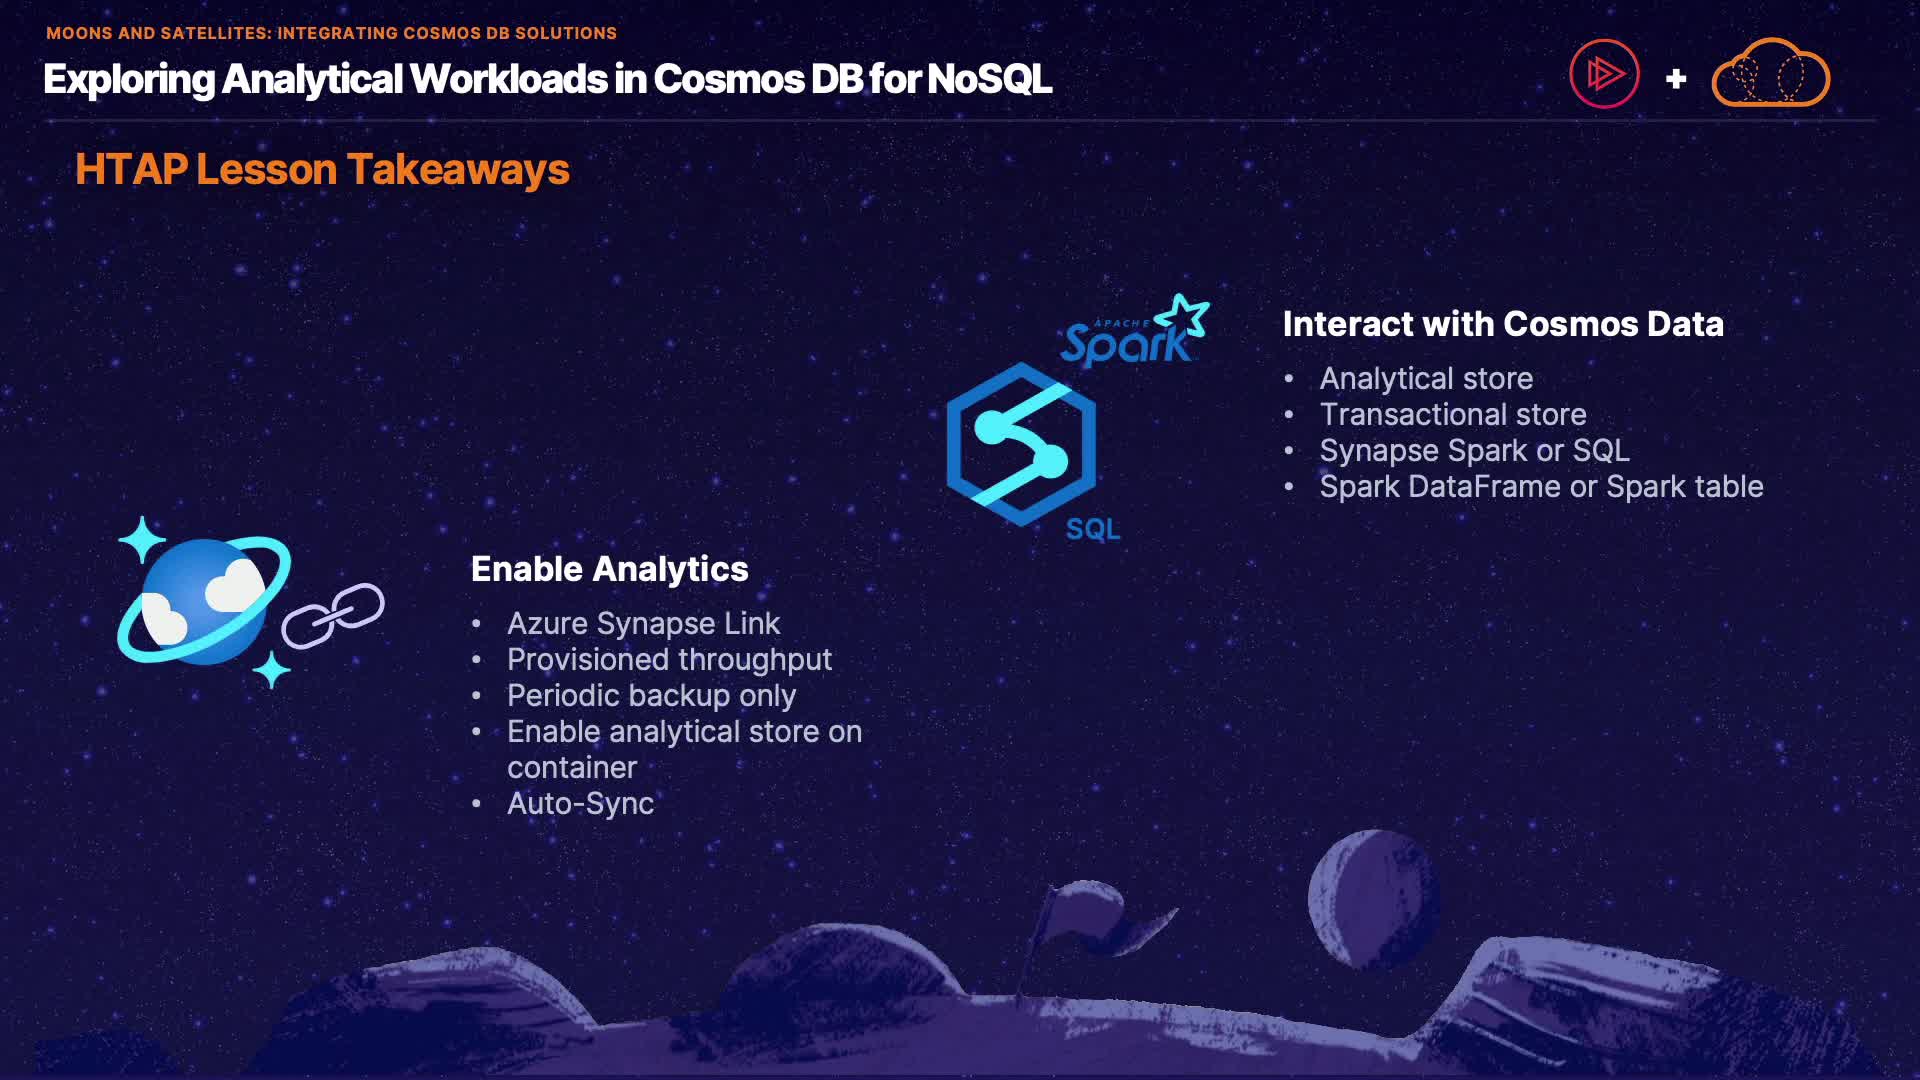 MOONS AND SATELLITES: INTEGRATING COSMOS DB SOLUTIONS
Exploring Analytical Workloads in Cosmos DB for NoSQL
+
HTAP Lesson Takeaways
APACHE
Spark
SQL
Interact with Cosmos Data
• Analytical store
• Transactional store
• Synapse Spark or SQL
• Spark DataFrame or Spark table
Enable Analytics
• Azure Synapse Link
• Provisioned throughput
• Periodic backup only
• Enable analytical store on
container
• Auto-Sync